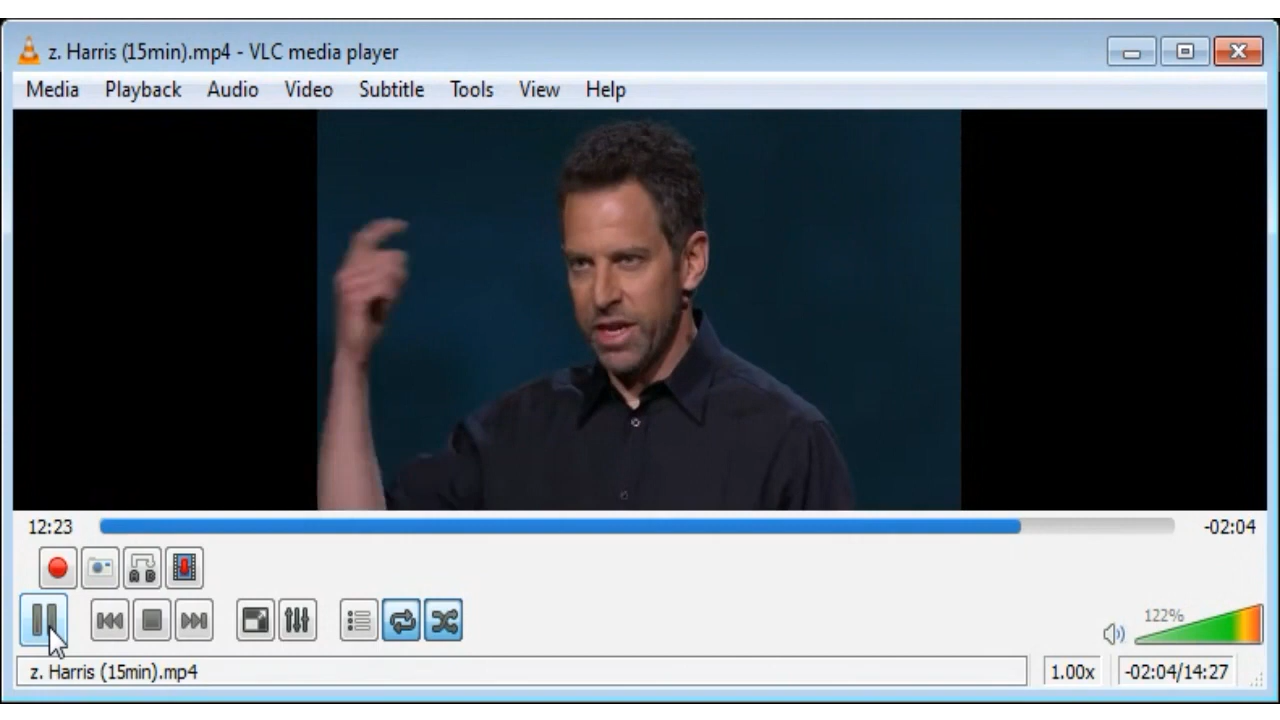 z. Harris (15min).mp4 - VLC media player
Media Playback Audio Video Subtitle Tools View Help
12:23 -02:04
A B
122%
z. Harris (15min).mp4 1.00x -02:04/14:27